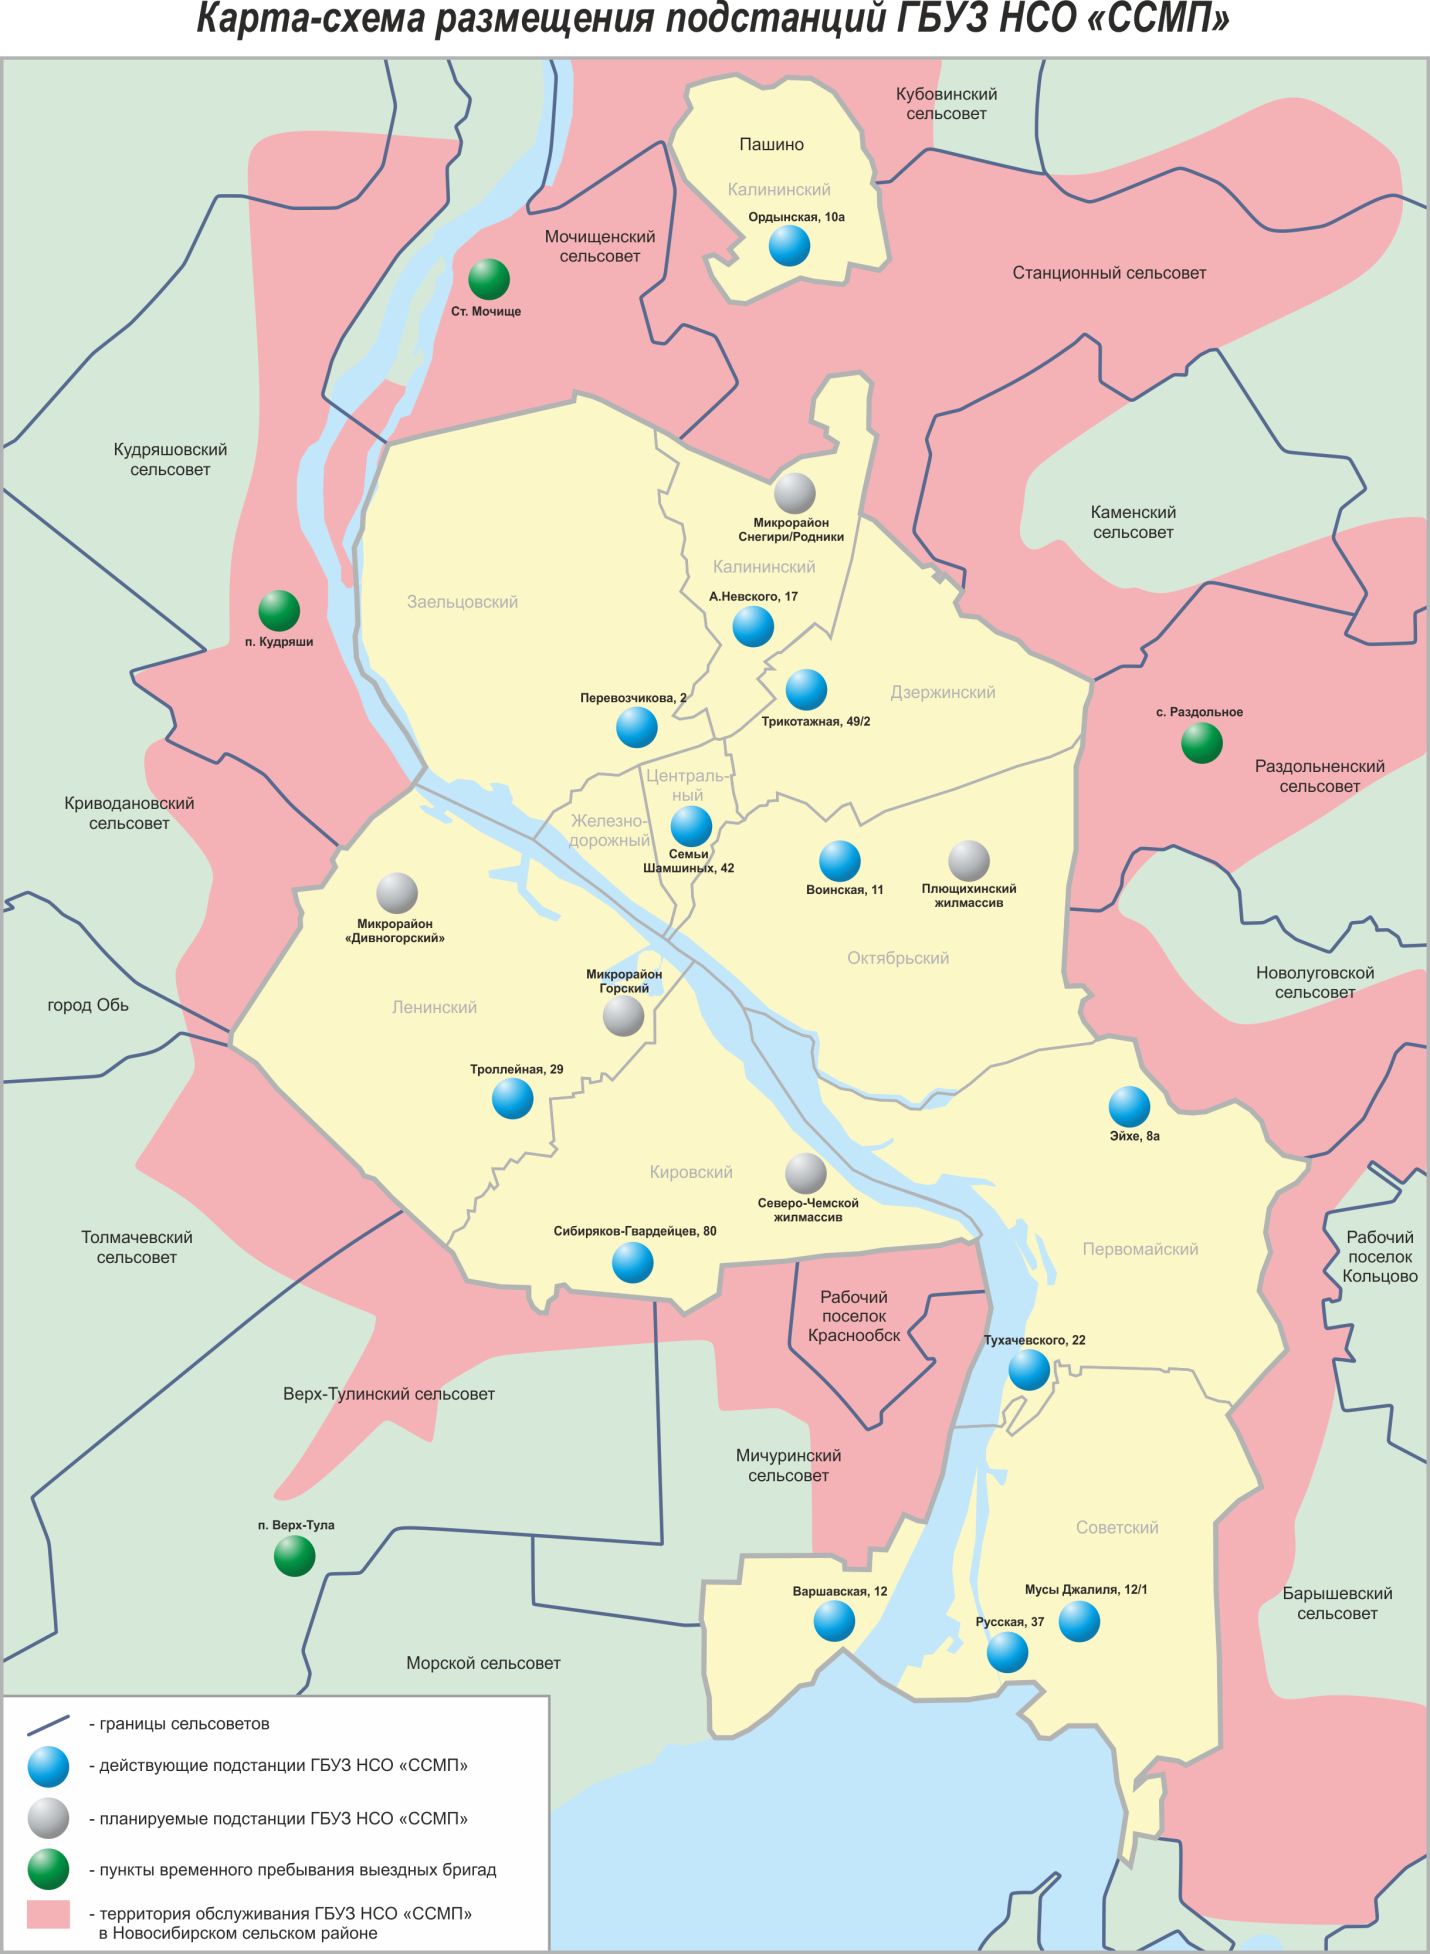 Карта-схема размещения подстанций ГБУЗ НСО «ССМП»
Кубовинский
сельсовет
Пашино
Калининский
Ордынская, 10а
Мочищенский
сельсовет
Станционный сельсовет
Ст. Мочище
Кудряшовский
сельсовет
Микрорайон
Снегири/Родники
Каменский
сельсовет
Калининский
А.Невского, 17
Заельцовский
п. Кудряши
Перевозчикова, 2
Трикотажная, 49/2
Дзержинский
с. Раздольное
Раздольненский
сельсовет
Криводановский
сельсовет
Централь-
ный
Железно-
дорожный
Семьи
Шамшиных, 42
Воинская, 11
Плющихинский
жилмассив
Микрорайон
«Дивногорский»
Октябрьский
Новолуговской
сельсовет
Микрорайон
Горский
город Обь
Ленинский
Троллейная, 29
Эйхе, 8а
Кировский
Северо-Чемской
жилмассив
Сибиряков-Гвардейцев, 80
Толмачевский
сельсовет
Первомайский
Рабочий
поселок
Кольцово
Рабочий
поселок
Краснообск
Тухачевского, 22
Верх-Тулинский сельсовет
Мичуринский
сельсовет
п. Верх-Тула
Советский
Варшавская, 12
Мусы Джалиля, 12/1
Русская, 37
Барышевский
сельсовет
Морской сельсовет
- границы сельсоветов
- действующие подстанции ГБУЗ НСО «ССМП»
- планируемые подстанции ГБУЗ НСО «ССМП»
- пункты временного пребывания выездных бригад
- территория обслуживания ГБУЗ НСО «ССМП»
в Новосибирском сельском районе